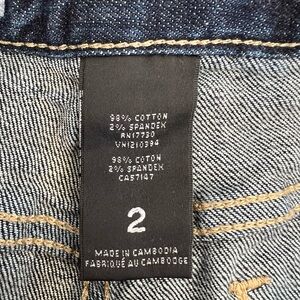 98% COTTON
2% SPANDEX
RN17730
VN1210394
98% COTON
2% SPANDEX
CA57147
2
MADE IN CAMBODIA
FABRIQUÉ AU CAMBODGE